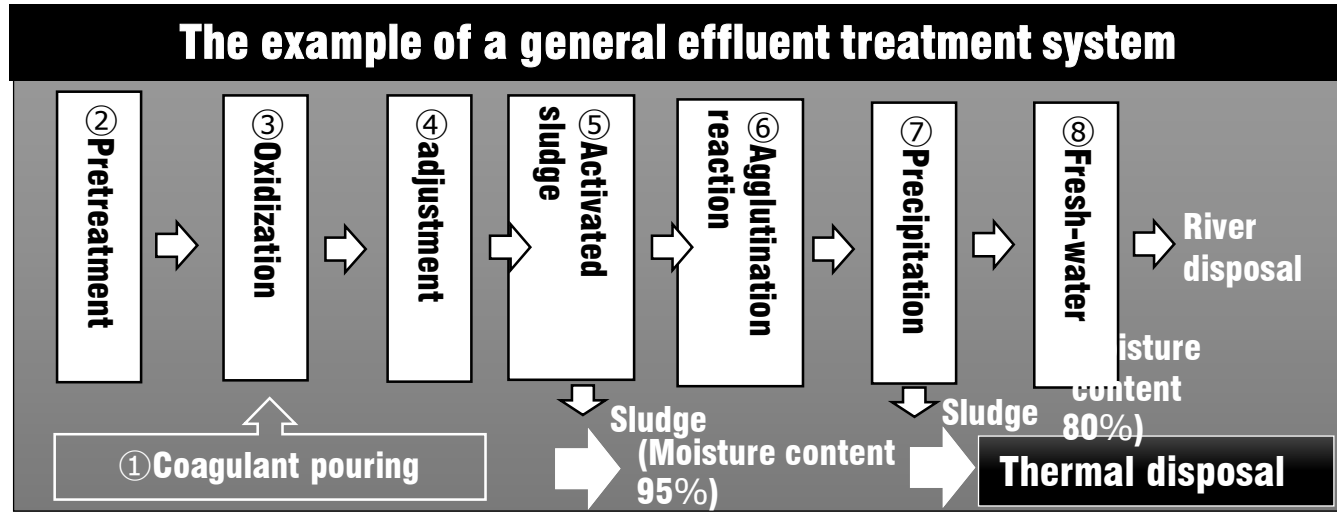 The example of a general effluent treatment system
②Pretreatment
③Oxidization
④adjustment
⑤Activated
sludge
⑥Agglutination
reaction
⑦Precipitation
⑧Fresh-water
River
disposal
①Coagulant pouring
Sludge
(Moisture content
95%)
Sludge
isture
content
80%)
Thermal disposal